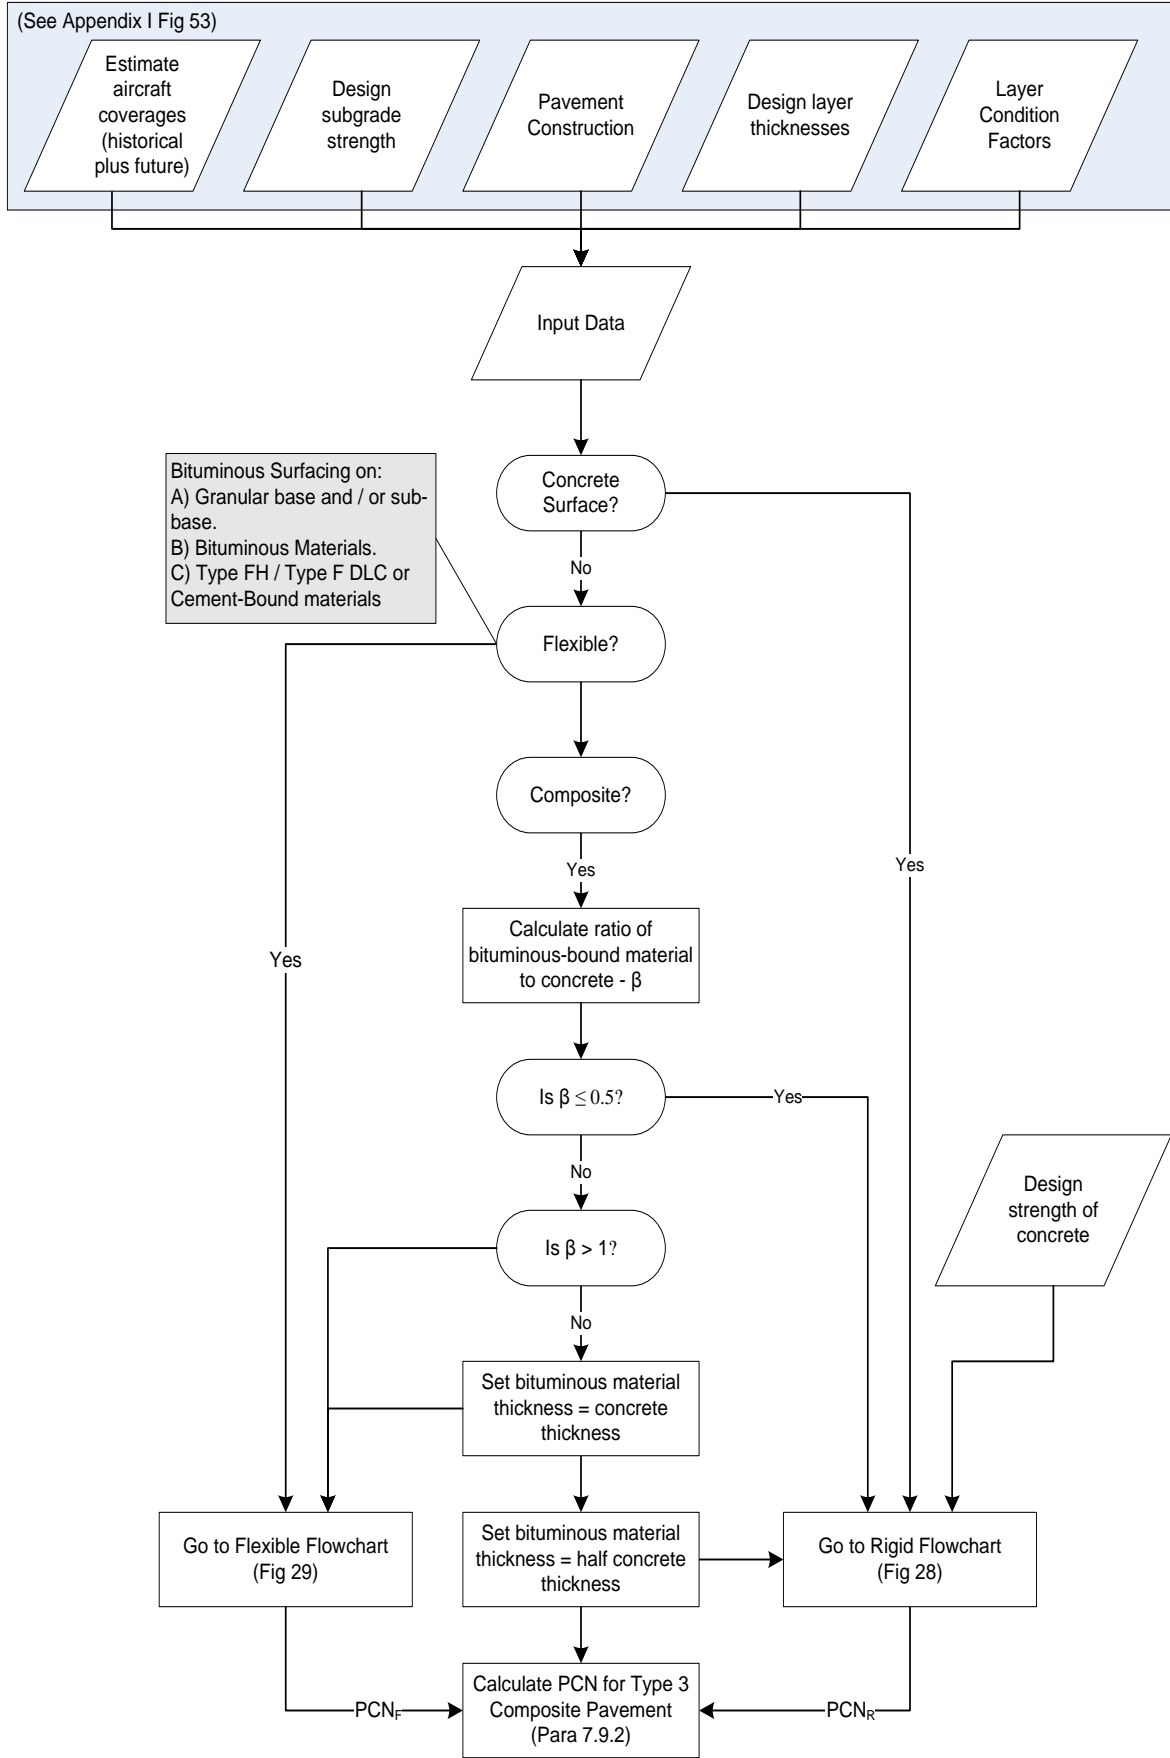 (See Appendix I Fig 53)
Estimate
aircraft
coverages
(historical
plus future)
Design
subgrade
strength
Pavement
Construction
Design layer
thicknesses
Layer
Condition
Factors
Input Data
Bituminous Surfacing on:
A) Granular base and / or sub-
base.
B) Bituminous Materials.
C) Type FH / Type F DLC or
Cement-Bound materials
Concrete
Surface?
No
Flexible?
Composite?
Yes
Yes
Calculate ratio of
bituminous-bound material
to concrete - β
Yes
Is β ≤ 0.5?
Yes
No
Is β > 1?
Design
strength of
concrete
No
Set bituminous material
thickness = concrete
thickness
Go to Flexible Flowchart
(Fig 29)
Set bituminous material
thickness = half concrete
thickness
Go to Rigid Flowchart
(Fig 28)
PCNF
Calculate PCN for Type 3
Composite Pavement
(Para 7.9.2)
PCNR